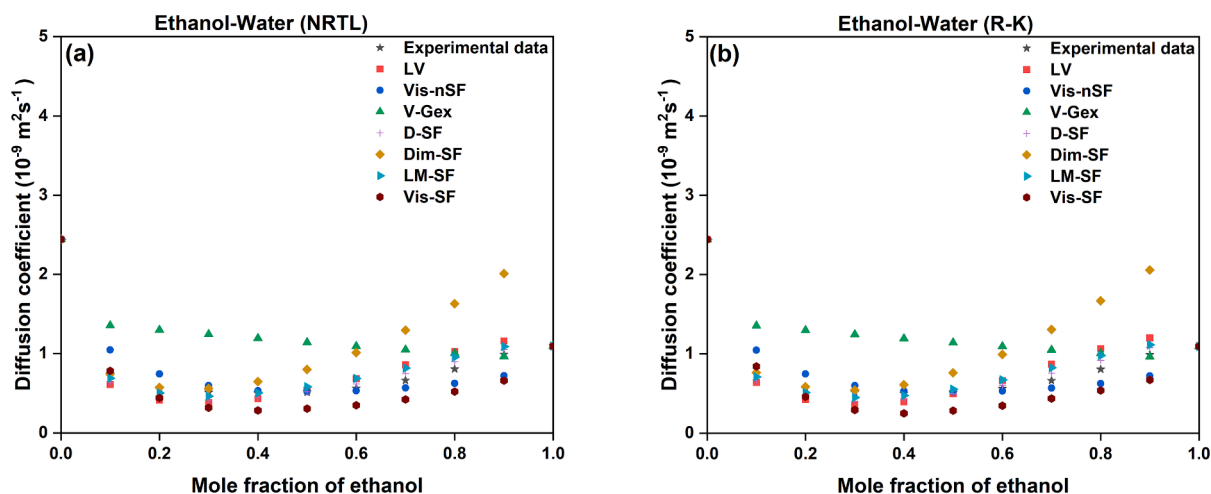 Ethanol-Water (NRTL)
(a)
Experimental data
LV
Vis-nSF
V-Gex
D-SF
Dim-SF
LM-SF
Vis-SF
Diffusion coefficient (10⁻⁹ m²s⁻¹)
5
4
3
2
1
0
0.0 0.2 0.4 0.6 0.8 1.0
Mole fraction of ethanol
Ethanol-Water (R-K)
(b)
Experimental data
LV
Vis-nSF
V-Gex
D-SF
Dim-SF
LM-SF
Vis-SF
Diffusion coefficient (10⁻⁹ m²s⁻¹)
5
4
3
2
1
0
0.0 0.2 0.4 0.6 0.8 1.0
Mole fraction of ethanol